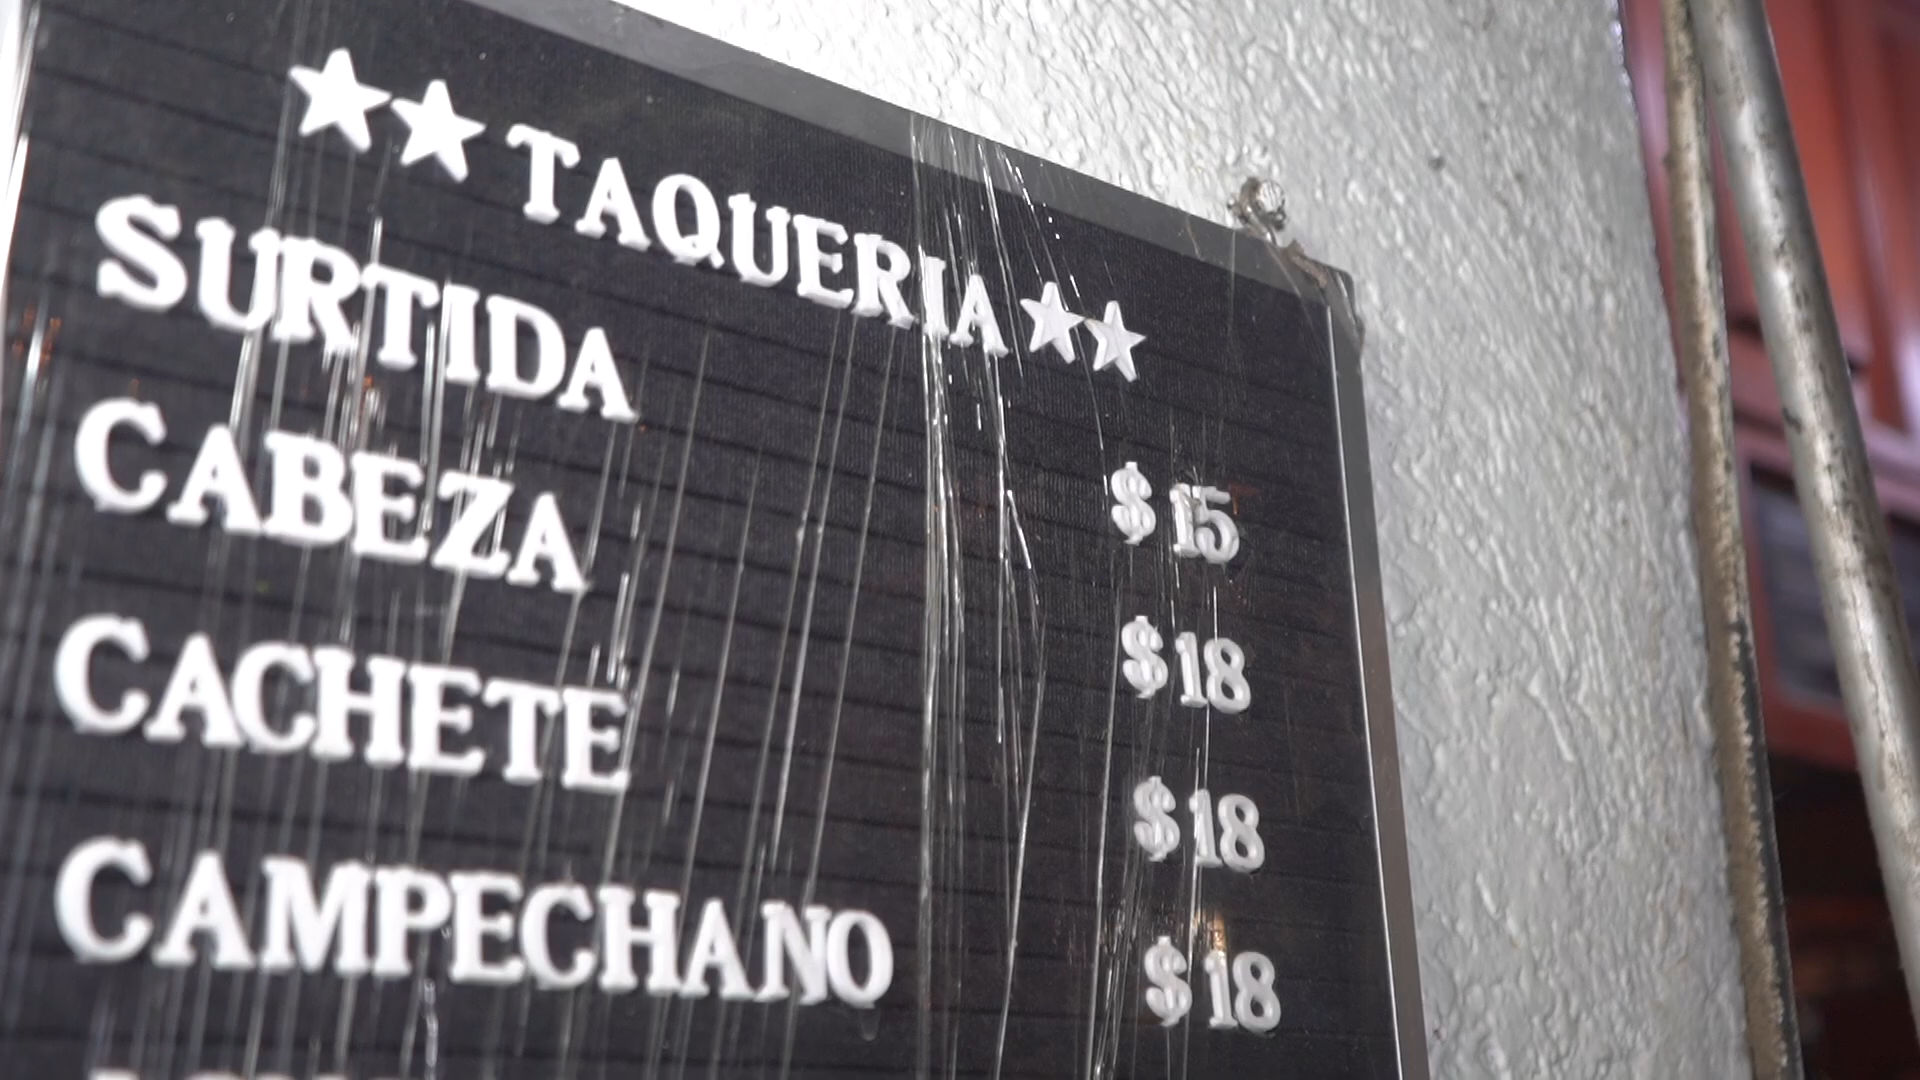 ★★TAQUERIA★★
SURTIDA $15
CABEZA $18
CACHETE $18
CAMPECHANO $18